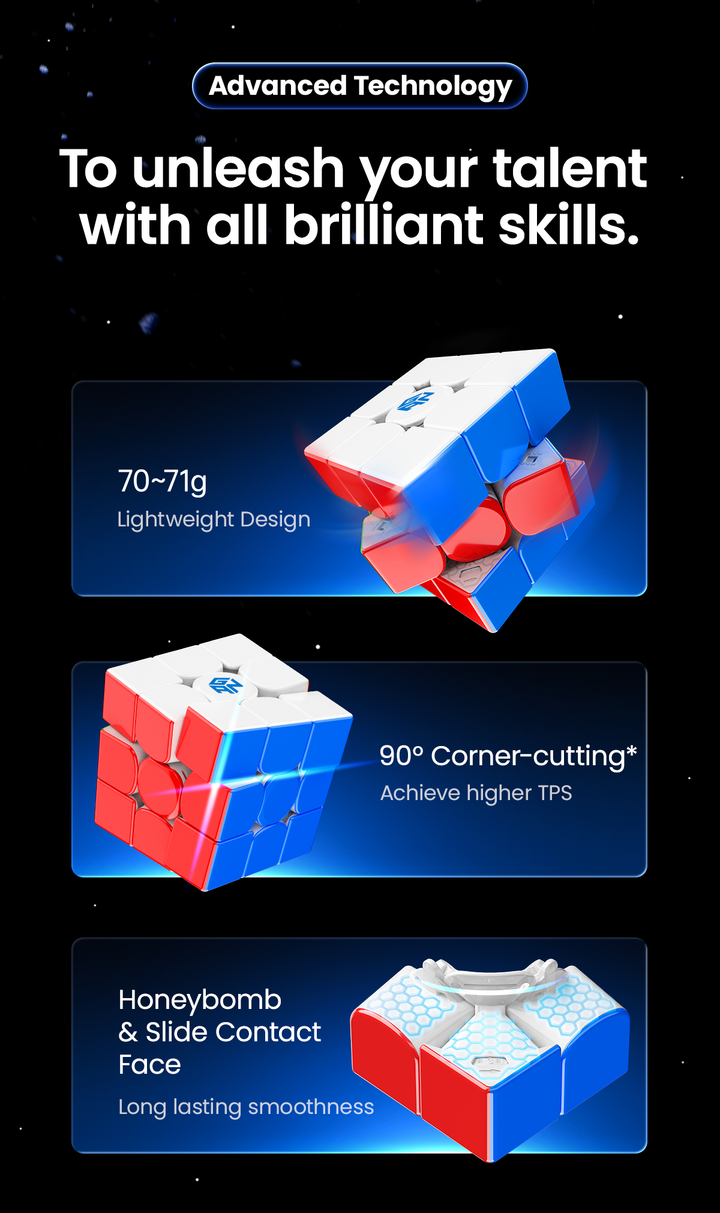 Advanced Technology
To unleash your talent
with all brilliant skills.
70~71g
Lightweight Design
90° Corner-cutting*
Achieve higher TPS
Honeybomb
& Slide Contact
Face
Long lasting smoothness